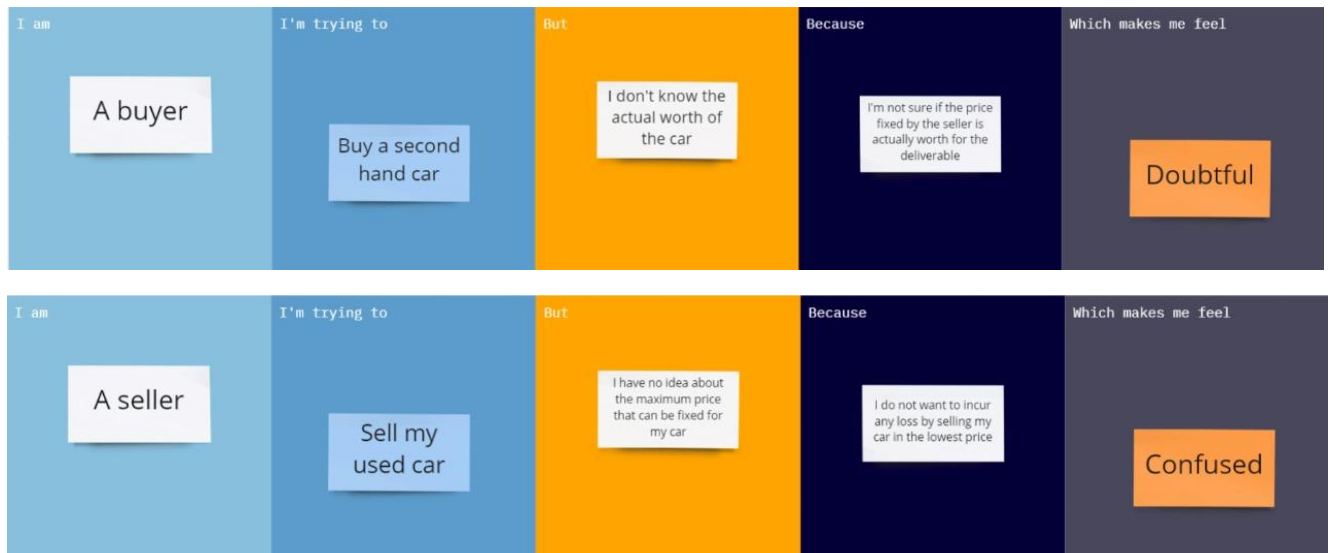 I am
I'm trying to
But
Because
Which makes me feel
A buyer
Buy a second
hand car
I don't know the
actual worth of
the car
I'm not sure if the price
fixed by the seller is
actually worth for the
deliverable
Doubtful
I am
I'm trying to
But
Because
Which makes me feel
A seller
Sell my
used car
I have no idea about
the maximum price
that can be fixed for
my car
I do not want to incur
any loss by selling my
car in the lowest price
Confused